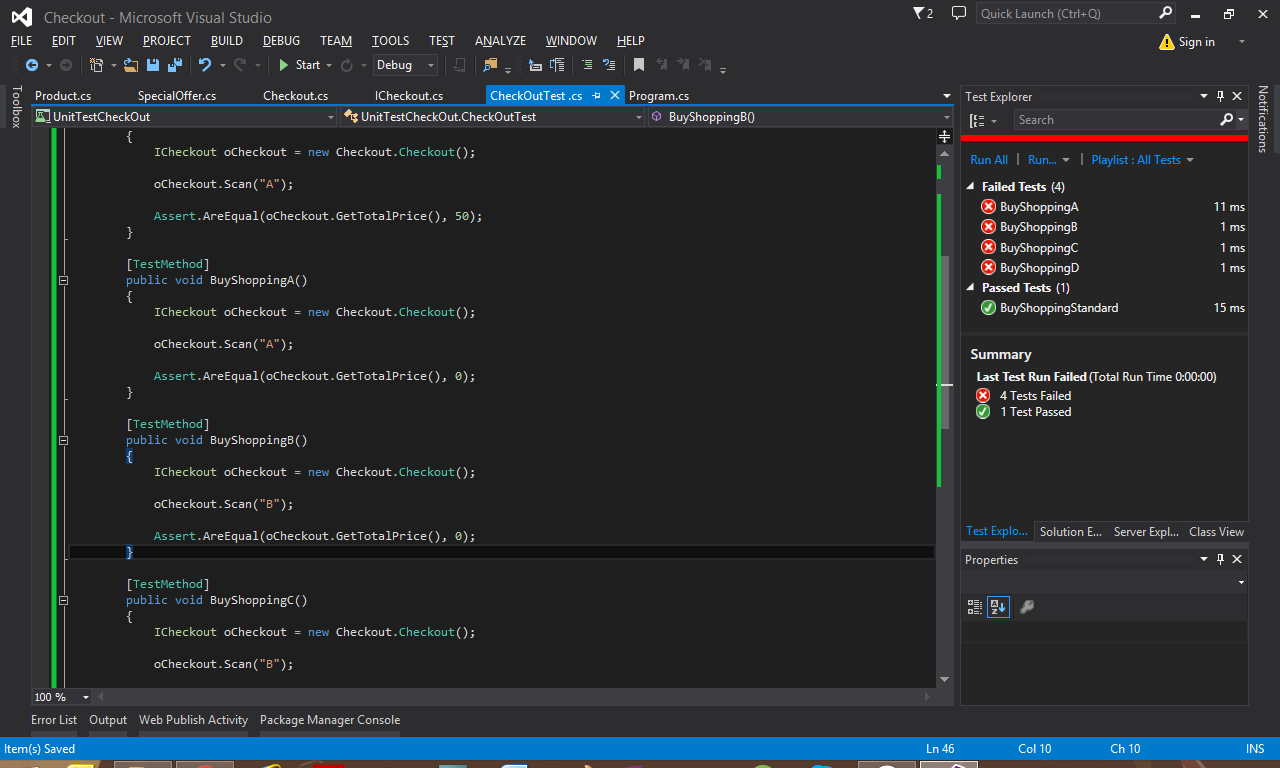 Checkout - Microsoft Visual Studio
2
Quick Launch (Ctrl+Q)
FILE EDIT VIEW PROJECT BUILD DEBUG TEAM TOOLS TEST ANALYZE WINDOW HELP
Sign in
Start Debug
Toolbox
Product.cs SpecialOffer.cs Checkout.cs ICheckout.cs CheckOutTest .cs Program.cs
UnitTestCheckOut UnitTestCheckOut.CheckOutTest BuyShoppingB()
{
ICheckout oCheckout = new Checkout.Checkout();
oCheckout.Scan("A");
Assert.AreEqual(oCheckout.GetTotalPrice(), 50);
}
[TestMethod]
public void BuyShoppingA()
{
ICheckout oCheckout = new Checkout.Checkout();
oCheckout.Scan("A");
Assert.AreEqual(oCheckout.GetTotalPrice(), 0);
}
[TestMethod]
public void BuyShoppingB()
{
ICheckout oCheckout = new Checkout.Checkout();
oCheckout.Scan("B");
Assert.AreEqual(oCheckout.GetTotalPrice(), 0);
}
[TestMethod]
public void BuyShoppingC()
{
ICheckout oCheckout = new Checkout.Checkout();
oCheckout.Scan("B");
100 %
Test Explorer
Search
Run All Run... Playlist : All Tests
Failed Tests (4)
BuyShoppingA 11 ms
BuyShoppingB 1 ms
BuyShoppingC 1 ms
BuyShoppingD 1 ms
Passed Tests (1)
BuyShoppingStandard 15 ms
Summary
Last Test Run Failed (Total Run Time 0:00:00)
4 Tests Failed
1 Test Passed
Test Explo... Solution E... Server Expl... Class View
Properties
Notifications
Error List Output Web Publish Activity Package Manager Console
Item(s) Saved Ln 46 Col 10 Ch 10 INS